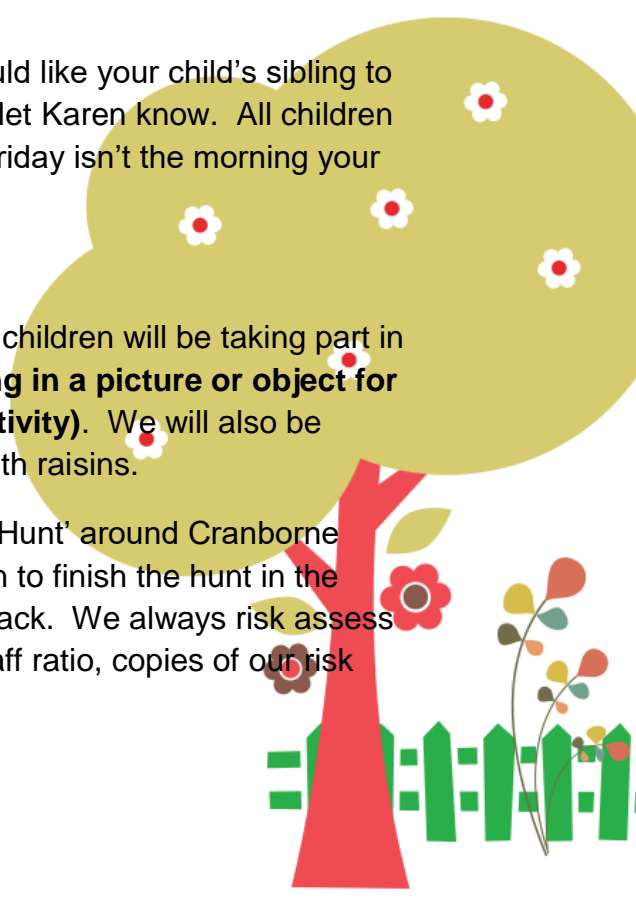 uld like your child’s sibling to
let Karen know.  All children
riday isn’t the morning your
children will be taking part in
g in a picture or object for
tivity).  We will also be
th raisins.
Hunt’ around Cranborne
n to finish the hunt in the
ack.  We always risk assess
aff ratio, copies of our risk